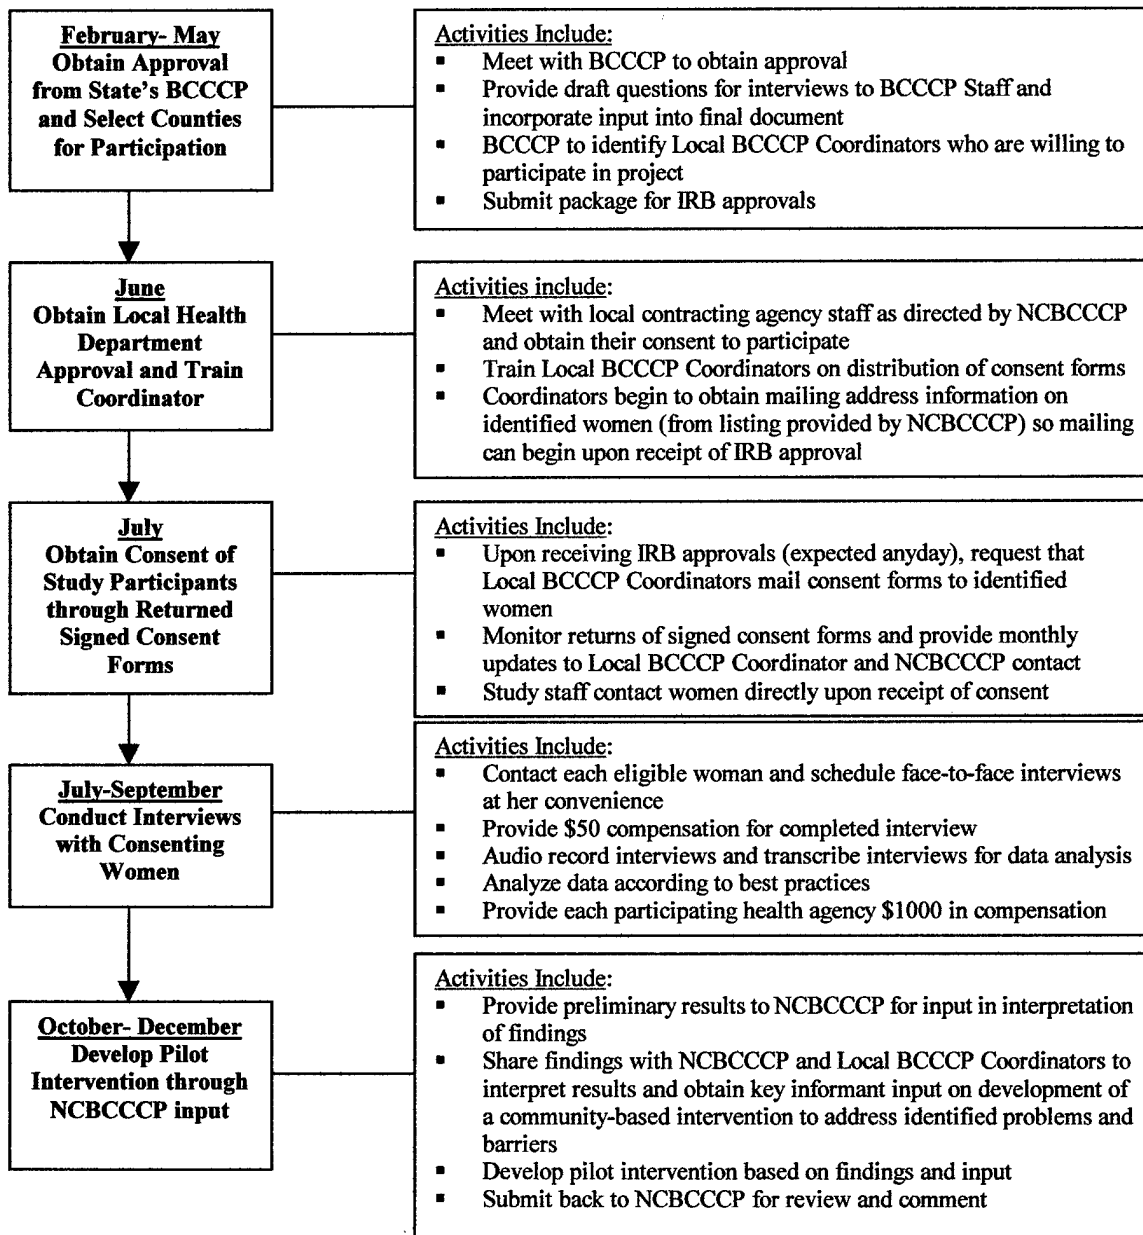 February- May
Obtain Approval
from State's BCCCP
and Select Counties
for Participation
Activities Include:
▪ Meet with BCCCP to obtain approval
▪ Provide draft questions for interviews to BCCCP Staff and
incorporate input into final document
▪ BCCCP to identify Local BCCCP Coordinators who are willing to
participate in project
▪ Submit package for IRB approvals
June
Obtain Local Health
Department
Approval and Train
Coordinator
Activities include:
▪ Meet with local contracting agency staff as directed by NCBCCCP
and obtain their consent to participate
▪ Train Local BCCCP Coordinators on distribution of consent forms
▪ Coordinators begin to obtain mailing address information on
identified women (from listing provided by NCBCCCP) so mailing
can begin upon receipt of IRB approval
July
Obtain Consent of
Study Participants
through Returned
Signed Consent
Forms
Activities Include:
▪ Upon receiving IRB approvals (expected anyday), request that
Local BCCCP Coordinators mail consent forms to identified
women
▪ Monitor returns of signed consent forms and provide monthly
updates to Local BCCCP Coordinator and NCBCCCP contact
▪ Study staff contact women directly upon receipt of consent
July-September
Conduct Interviews
with Consenting
Women
Activities Include:
▪ Contact each eligible woman and schedule face-to-face interviews
at her convenience
▪ Provide $50 compensation for completed interview
▪ Audio record interviews and transcribe interviews for data analysis
▪ Analyze data according to best practices
▪ Provide each participating health agency $1000 in compensation
October- December
Develop Pilot
Intervention through
NCBCCCP input
Activities Include:
▪ Provide preliminary results to NCBCCCP for input in interpretation
of findings
▪ Share findings with NCBCCCP and Local BCCCP Coordinators to
interpret results and obtain key informant input on development of
a community-based intervention to address identified problems and
barriers
▪ Develop pilot intervention based on findings and input
▪ Submit back to NCBCCCP for review and comment